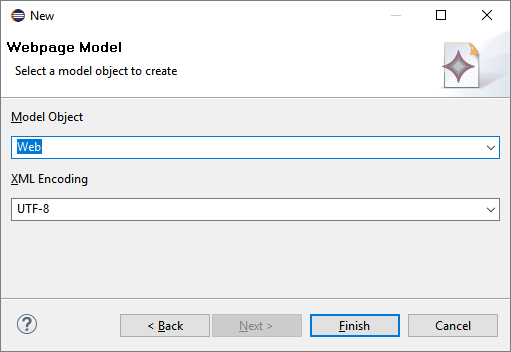 New
Webpage Model
Select a model object to create
Model Object
Web
XML Encoding
UTF-8
?
< Back
Next >
Finish
Cancel